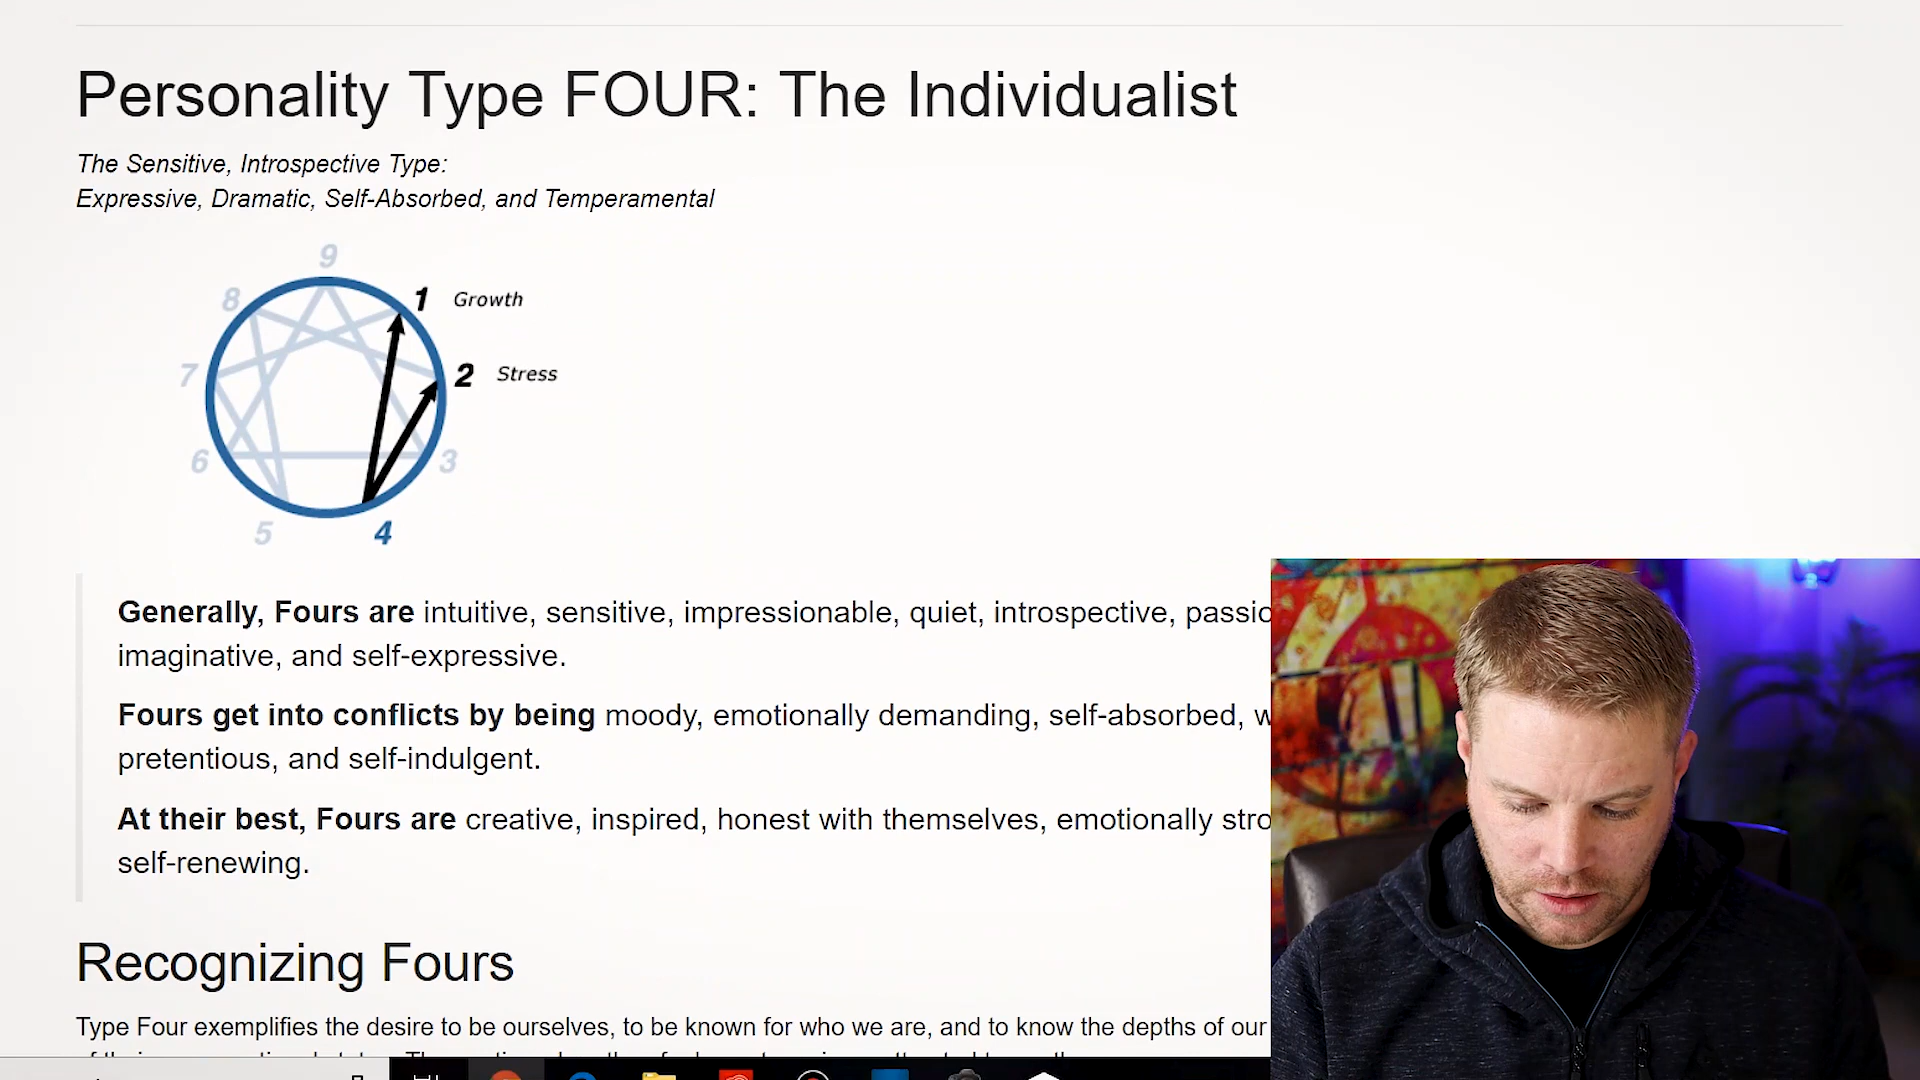 Personality Type FOUR: The Individualist
The Sensitive, Introspective Type:
Expressive, Dramatic, Self-Absorbed, and Temperamental
9
8
1 Growth
7
2 Stress
6
3
5
4
Generally, Fours are intuitive, sensitive, impressionable, quiet, introspective,
imaginative, and self-expressive.
Fours get into conflicts by being moody, emotionally demanding, self-absorbed,
pretentious, and self-indulgent.
At their best, Fours are creative, inspired, honest with themselves, emotionally
self-renewing.
Recognizing Fours
Type Four exemplifies the desire to be ourselves, to be known for who we are, and to know the depths of our